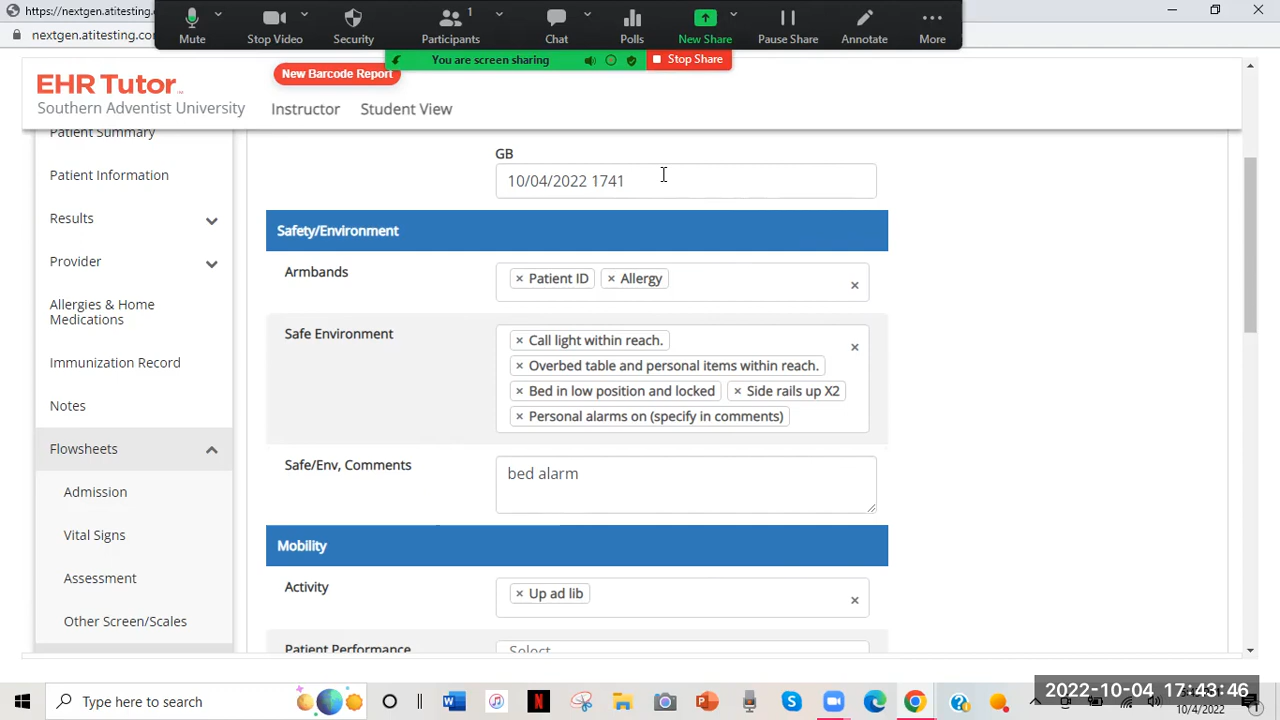 nextgen.atitesting.co
Mute
Stop Video
Security
1
Participants
Chat
Polls
New Share
Pause Share
Annotate
More
You are screen sharing
Stop Share
EHR Tutor
New Barcode Report
Southern Adventist University
Instructor
Student View
Patient Summary
Patient Information
Results
Provider
Allergies & Home
Medications
Immunization Record
Notes
Flowsheets
Admission
Vital Signs
Assessment
Other Screen/Scales
GB
10/04/2022 1741
Safety/Environment
Armbands
× Patient ID × Allergy
×
Safe Environment
× Call light within reach.
×
× Overbed table and personal items within reach.
× Bed in low position and locked × Side rails up X2
× Personal alarms on (specify in comments)
Safe/Env, Comments
bed alarm
Mobility
Activity
× Up ad lib
×
Patient Performance
Select
Type here to search
2022-10-04 17:43:46
10/4/2022